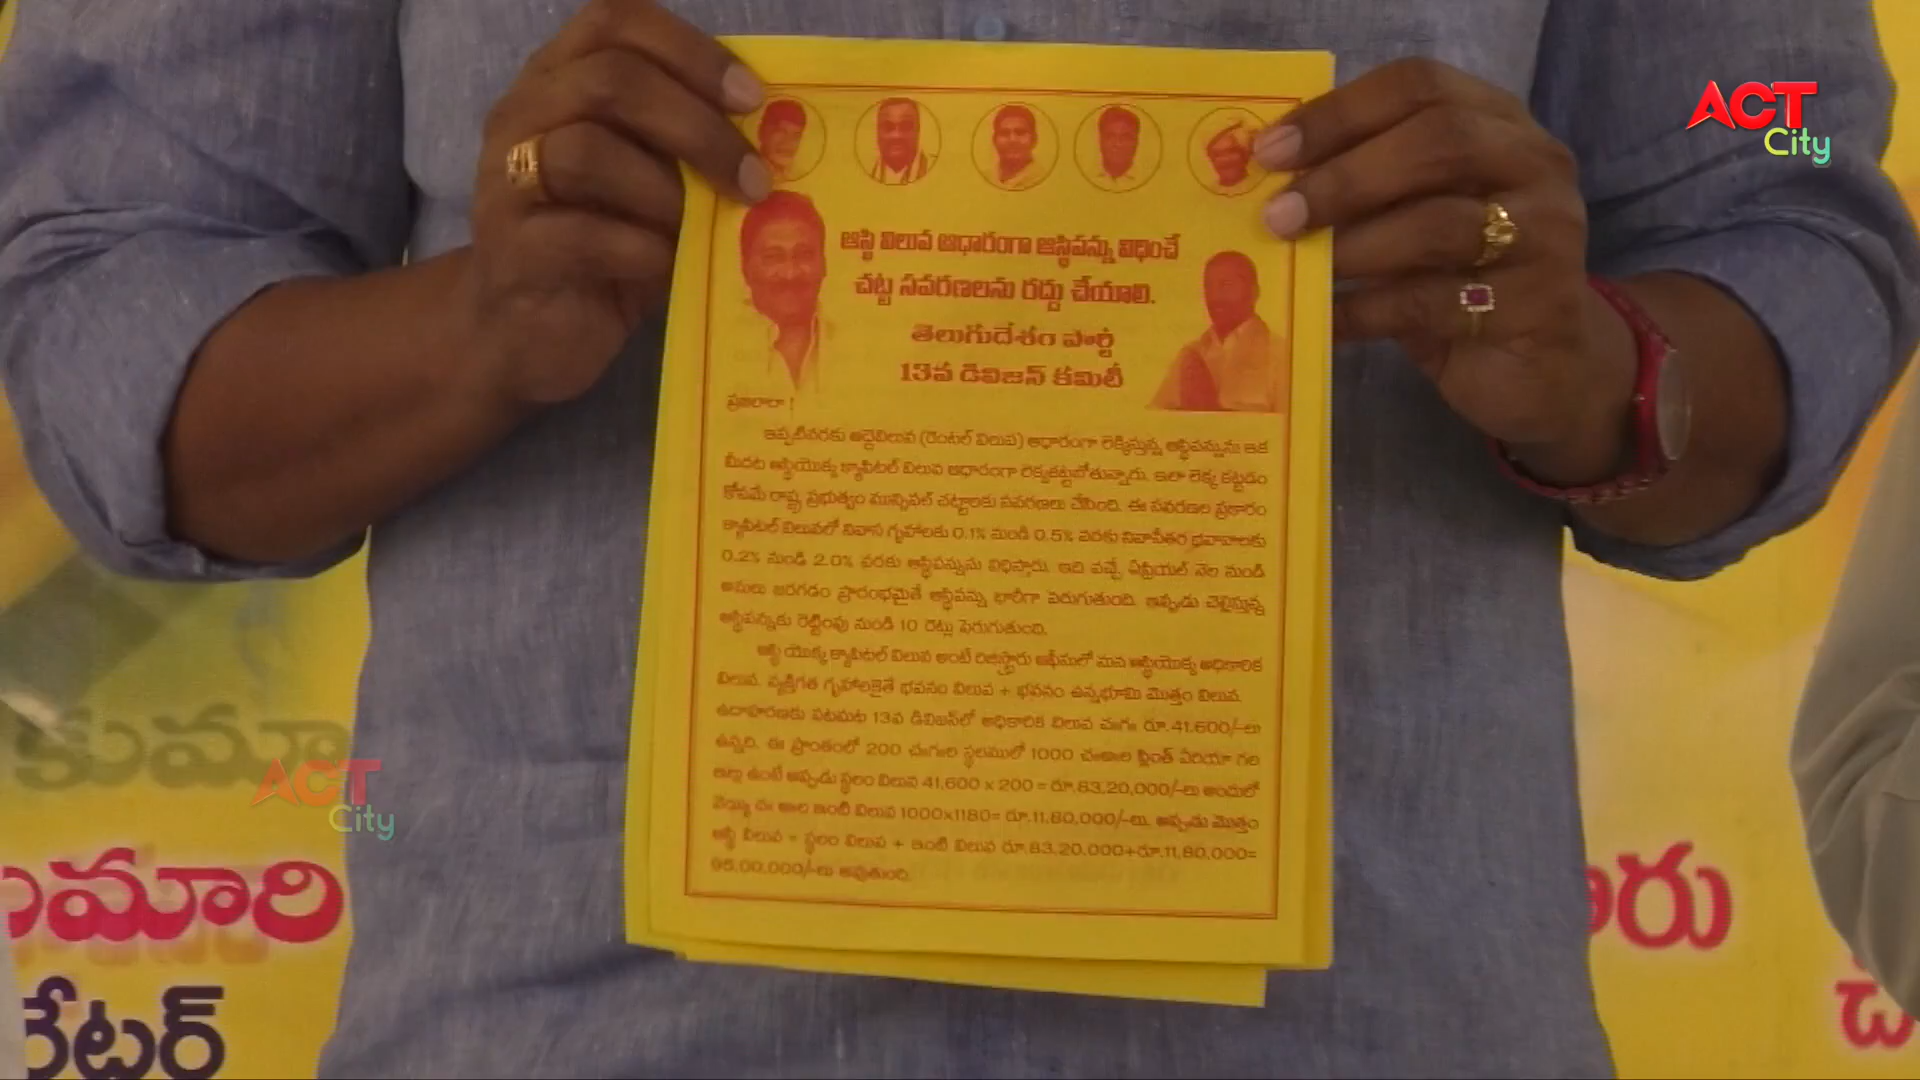 ACT
City
ఆస్తి విలువ ఆధారంగా ఆస్తిపన్ను విధించే
చట్ట సవరణలను రద్దు చేయాలి.
తెలుగుదేశం పార్టీ
13వ డివిజన్ కమిటీ
ప్రజలారా !
ఇప్పటివరకు అద్దెవిలువ (రెంటల్ విలువ) ఆధారంగా లెక్కిస్తున్న ఆస్తిపన్నును ఇక
మీదట ఆస్తియొక్క క్యాపిటల్ విలువ ఆధారంగా లెక్కకట్టబోతున్నారు. ఇలా లెక్క కట్టడం
కోసమే రాష్ట్ర ప్రభుత్వం మున్సిపల్ చట్టాలకు సవరణలు చేసింది. ఈ సవరణల ప్రకారం
క్యాపిటల్ విలువలో నివాస గృహాలకు 0.1% నుండి 0.5% వరకు నివాసేతర భవనాలకు
0.2% నుండి 2.0% వరకు ఆస్థిపన్నును విధిస్తారు. ఇది వచ్చే ఏప్రియల్ నెల నుండి
అమలు జరగడం ప్రారంభమైతే ఆస్థిపన్ను భారీగా పెరుగుతుంది. ఇప్పుడు చెల్లిస్తున్న
ఆస్థిపన్నుకు రెట్టింపు నుండి 10 రెట్లు పెరుగుతుంది.
ఆస్తి యొక్క క్యాపిటల్ విలువ అంటే రిజిస్ట్రారు ఆఫీసులో మన ఆస్థియొక్క అధికారిక
విలువ. వ్యక్తిగత గృహాలకైతే భవనం విలువ + భవనం ఉన్నభూమి మొత్తం విలువ.
ఉదాహరణకు పటమట 13వ డివిజన్‌లో అధికారిక విలువ చ॥గ॥ రూ.41,600/-లు
ఉన్నది. ఈ ప్రాంతంలో 200 చ॥గ॥ల స్థలములో 1000 చ॥అ॥ల ప్లింత్ ఏరియా గల
ఇల్లు ఉంటే అప్పుడు స్థలం విలువ 41,600 x 200 = రూ.83,20,000/-లు అందులో
వెయ్యి చ॥ అ॥ల ఇంటి విలువ 1000x1180= రూ.11,80,000/-లు. అప్పుడు మొత్తం
ఆస్థి విలువ = స్థలం విలువ + ఇంటి విలువ రూ.83,20,000+రూ.11,80,000=
95,00,000/-లు అవుతుంది.
కుమా
ACT
City
మారి
రేటర్
రు